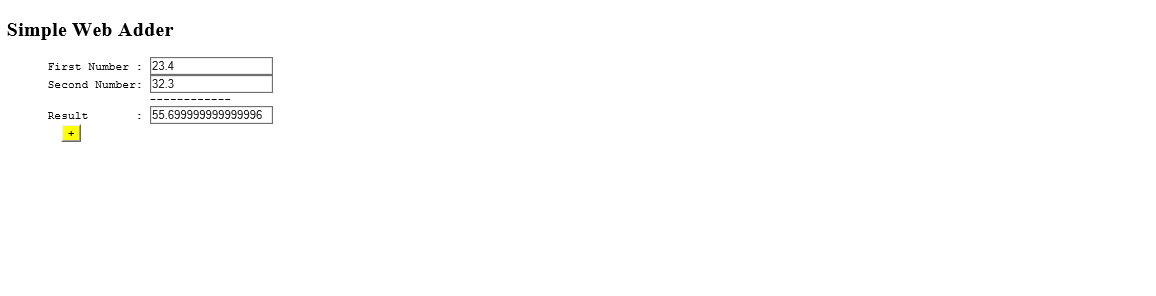 Simple Web Adder
First Number : 23.4
Second Number: 32.3
------------
Result : 55.699999999999996
+